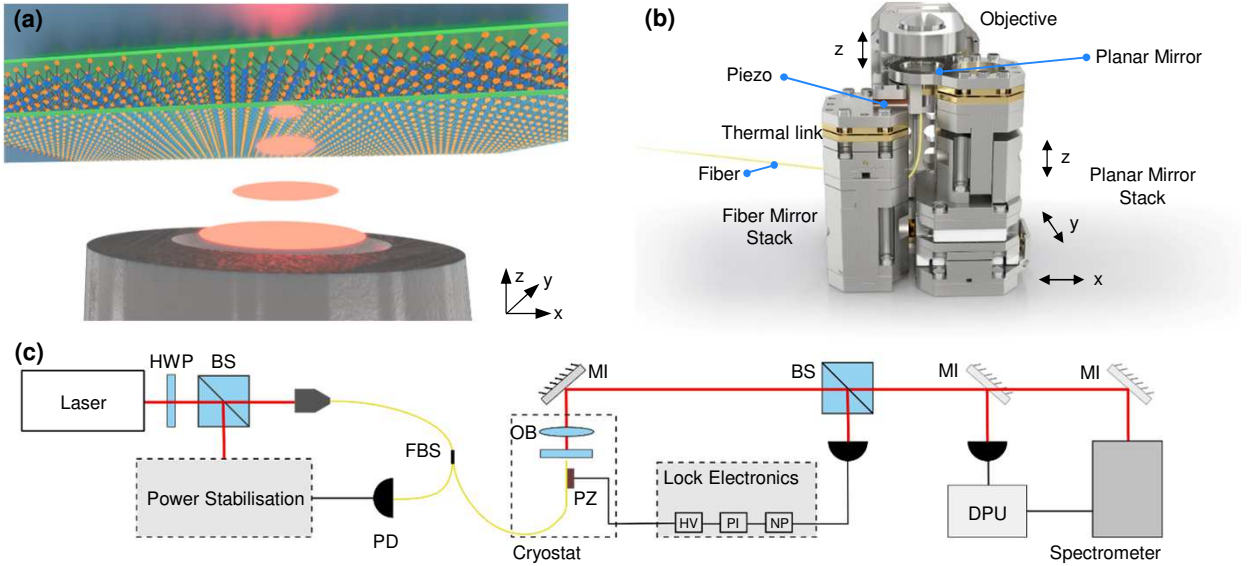 (a)
z
y
x
(b)
Objective
z
Planar Mirror
Piezo
Thermal link
z
Fiber
Planar Mirror
Stack
Fiber Mirror
Stack
y
x
(c)
HWP
BS
Laser
Power Stabilisation
FBS
PD
MI
OB
PZ
Cryostat
Lock Electronics
HV
PI
NP
BS
MI
MI
DPU
Spectrometer